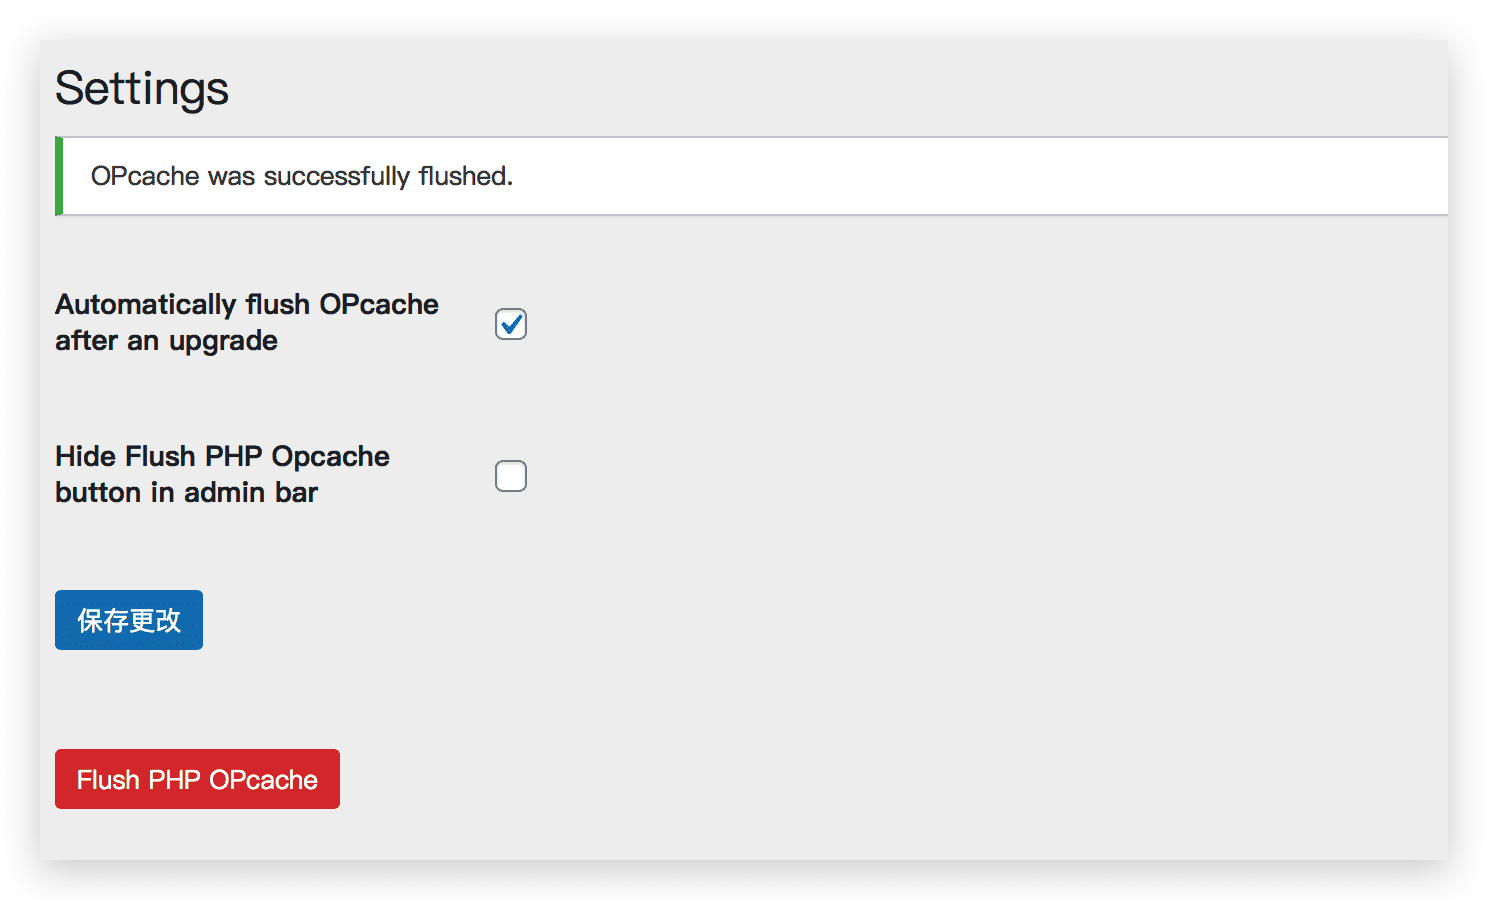 Settings
OPcache was successfully flushed.
Automatically flush OPcache
after an upgrade
Hide Flush PHP Opcache
button in admin bar
保存更改
Flush PHP OPcache